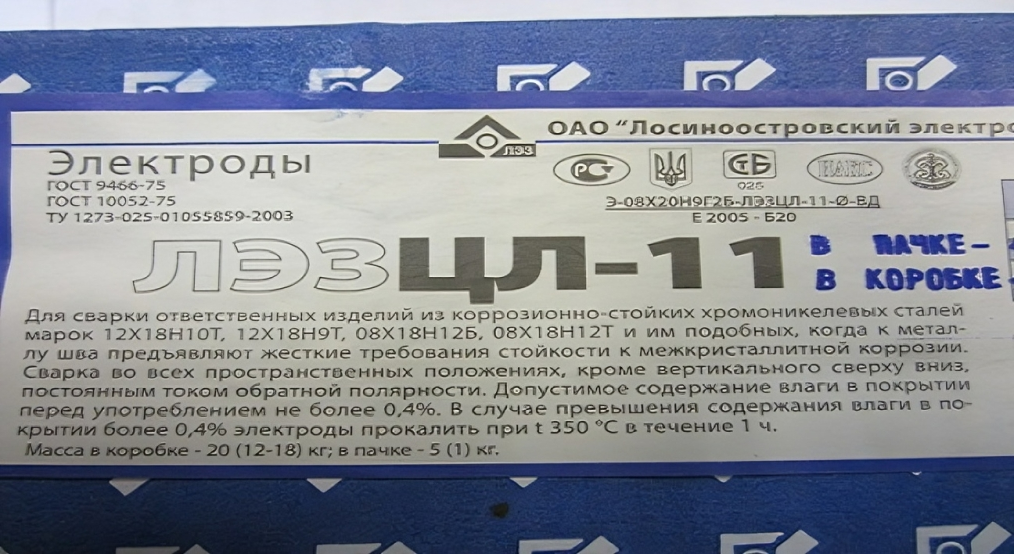 ОАО "Лосиноостровский электро
ЛЭЗ
Электроды
ГОСТ 9466-75
ГОСТ 10052-75
ТУ 1273-025-01055859-2003
РСТ
СТБ
025
НАКС
Э-08Х20Н9Г2Б-ЛЭЗЦЛ-11-Ø-ВД
Е 2005 - Б20
ЛЭЗЦЛ-11
В ПАЧКЕ-
В КОРОБКЕ
Для сварки ответственных изделий из коррозионно-стойких хромоникелевых сталей
марок 12Х18Н10Т, 12Х18Н9Т, 08Х18Н12Б, 08Х18Н12Т и им подобных, когда к метал-
лу шва предъявляют жесткие требования стойкости к межкристаллитной коррозии.
Сварка во всех пространственных положениях, кроме вертикального сверху вниз,
постоянным током обратной полярности. Допустимое содержание влаги в покрытии
перед употреблением не более 0,4%. В случае превышения содержания влаги в по-
крытии более 0,4% электроды прокалить при t 350 °С в течение 1 ч.
Масса в коробке - 20 (12-18) кг; в пачке - 5 (1) кг.